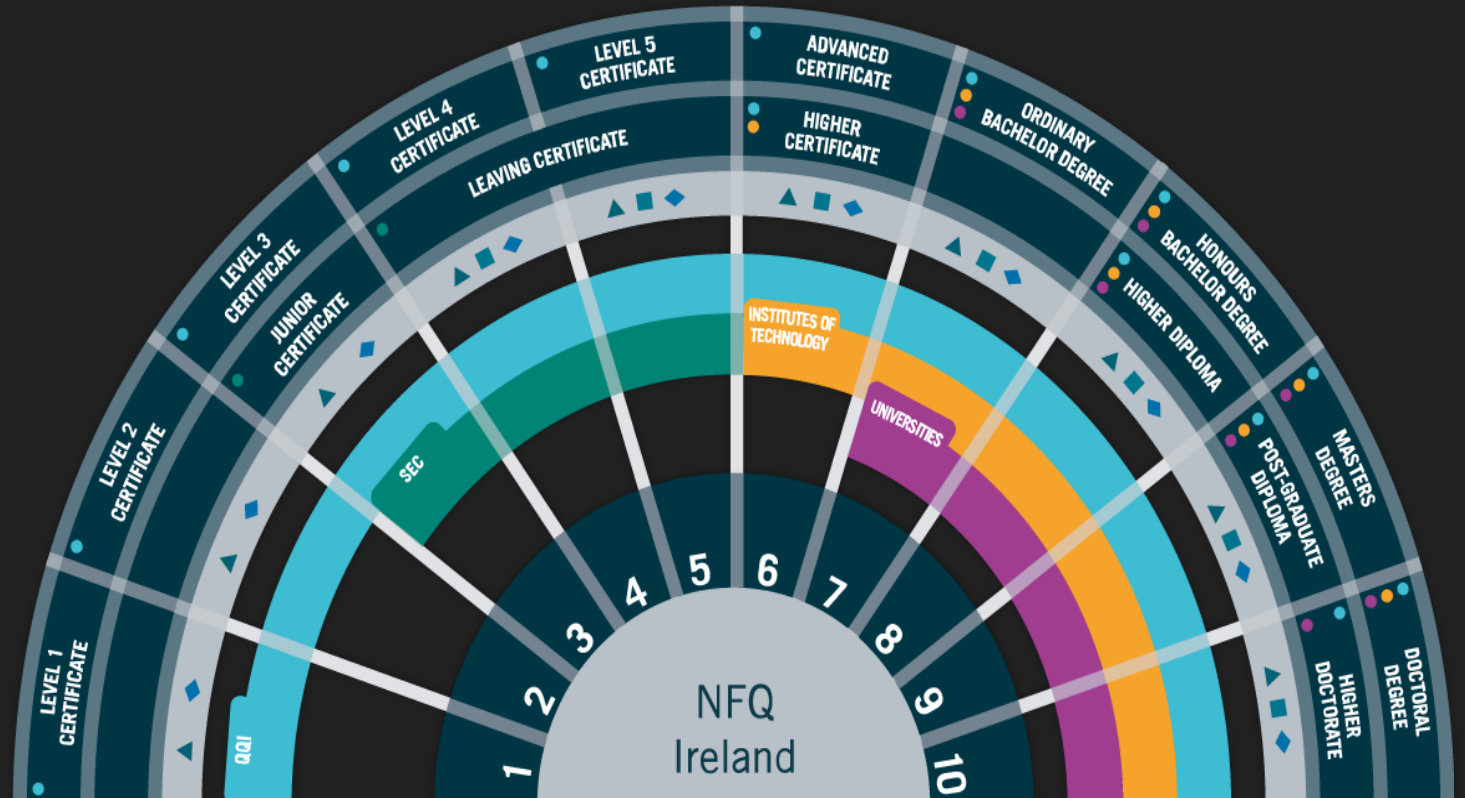 LEVEL 1
CERTIFICATE
LEVEL 2
CERTIFICATE
LEVEL 3
CERTIFICATE
LEVEL 4
CERTIFICATE
LEVEL 5
CERTIFICATE
ADVANCED
CERTIFICATE
ORDINARY
BACHELOR DEGREE
HONOURS
BACHELOR DEGREE
MASTERS
DEGREE
DOCTORAL
DEGREE
JUNIOR
CERTIFICATE
LEAVING CERTIFICATE
HIGHER
CERTIFICATE
HIGHER DIPLOMA
POST-GRADUATE
DIPLOMA
HIGHER
DOCTORATE
QQI
SEC
INSTITUTES OF
TECHNOLOGY
UNIVERSITIES
1
2
3
4
5
6
7
8
9
10
NFQ
Ireland